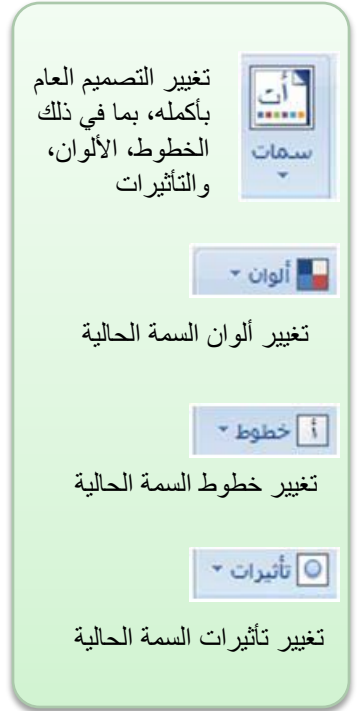 أت
سمات
تغيير التصميم العام
بأكمله، بما في ذلك
الخطوط، الألوان،
والتأثيرات
ألوان
تغيير ألوان السمة الحالية
أ خطوط
تغيير خطوط السمة الحالية
تأثيرات
تغيير تأثيرات السمة الحالية